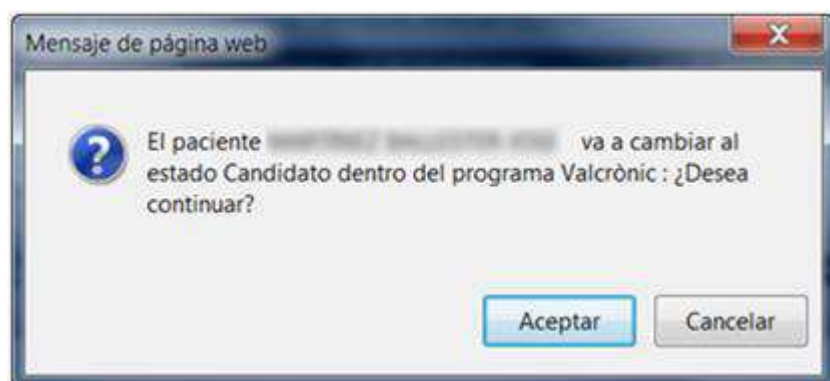 Mensaje de página web
El paciente va a cambiar al
estado Candidato dentro del programa Valcrònic : ¿Desea
continuar?
Aceptar
Cancelar